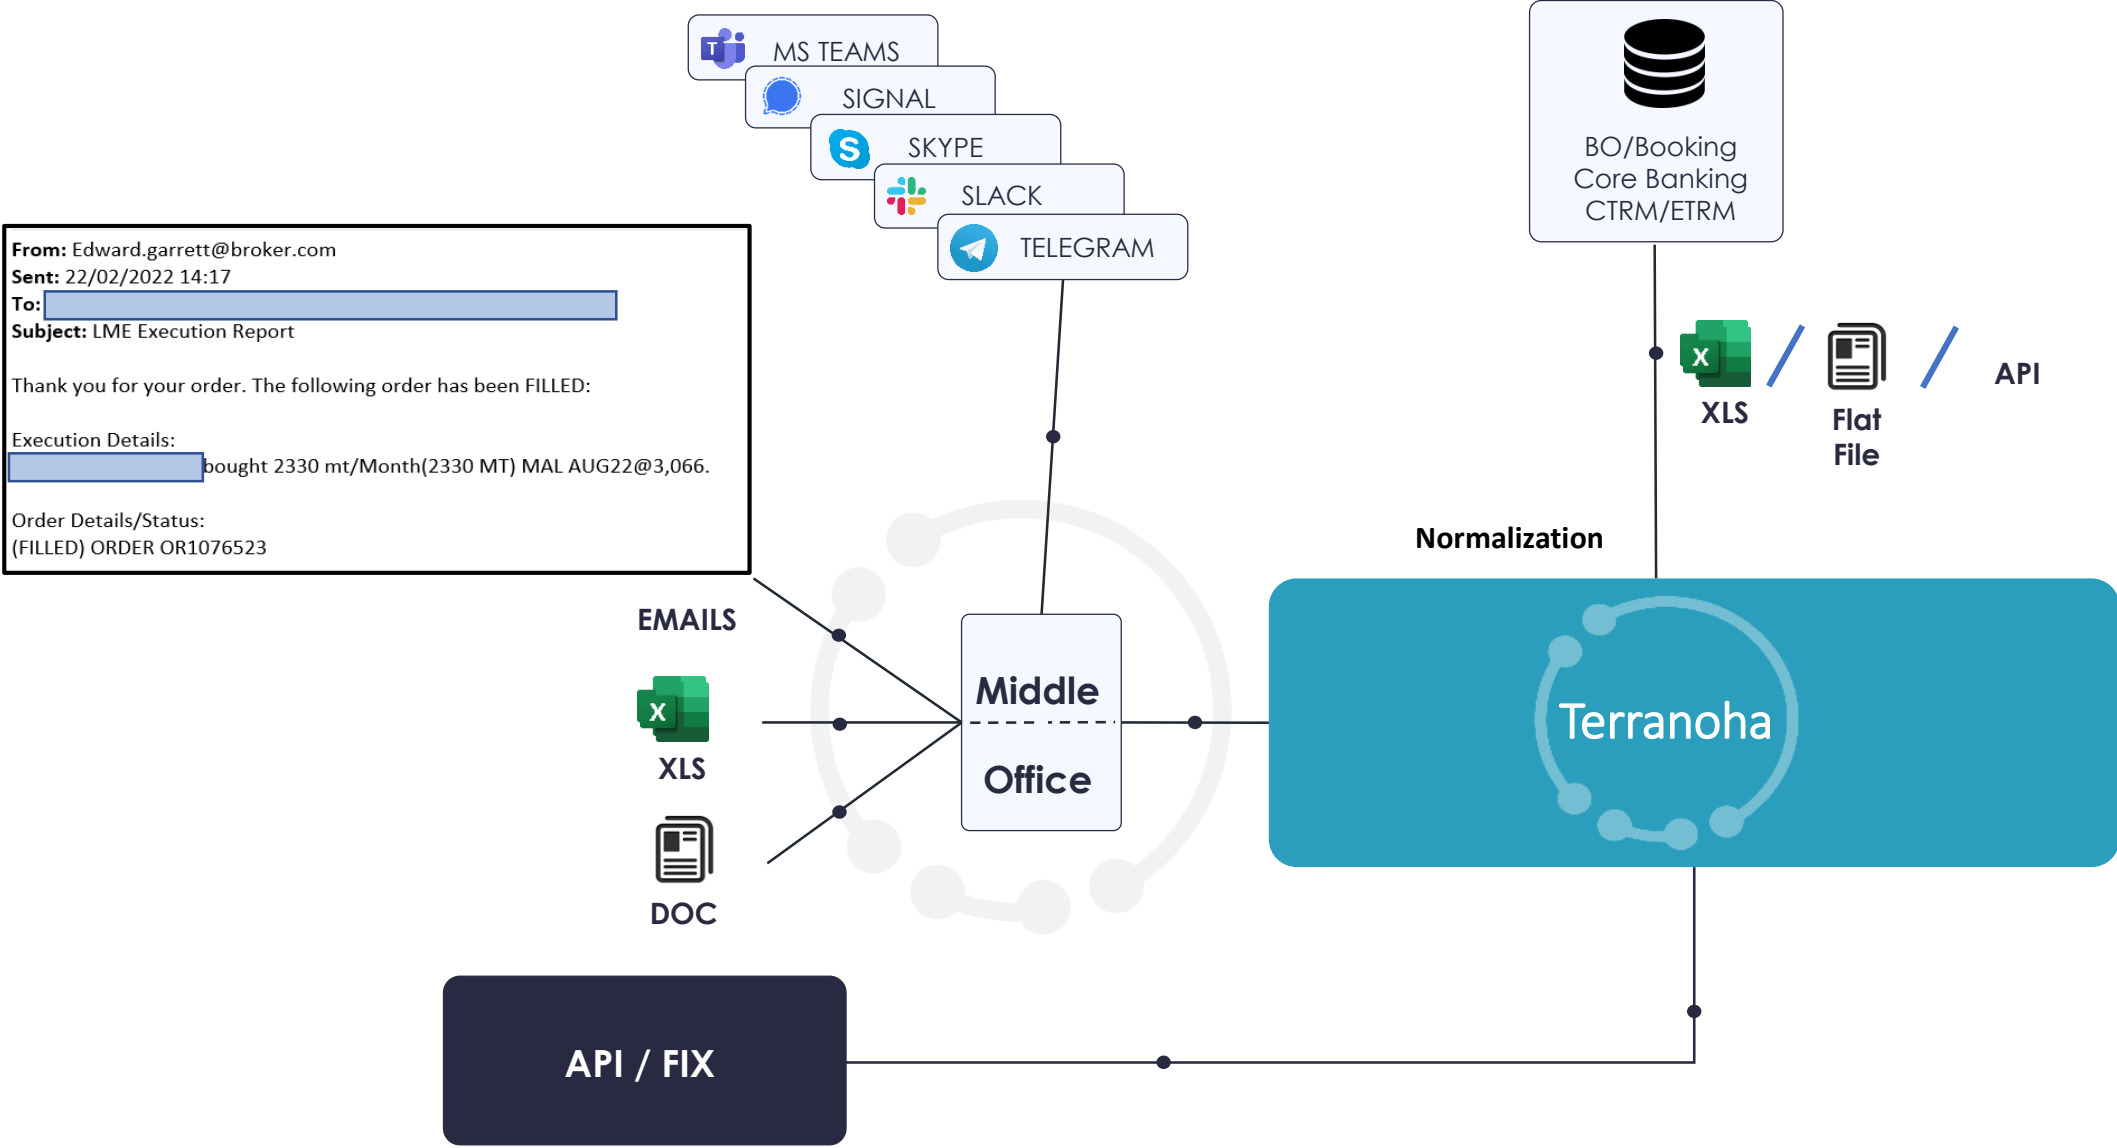 MS TEAMS
SIGNAL
SKYPE
SLACK
TELEGRAM
BO/Booking
Core Banking
CTRM/ETRM
From: Edward.garrett@broker.com
Sent: 22/02/2022 14:17
To:
Subject: LME Execution Report
Thank you for your order. The following order has been FILLED:
Execution Details:
bought 2330 mt/Month(2330 MT) MAL AUG22@3,066.
Order Details/Status:
(FILLED) ORDER OR1076523
X
XLS
/
Flat
File
/
API
Normalization
EMAILS
X
XLS
DOC
Middle
Office
Terranoha
API / FIX